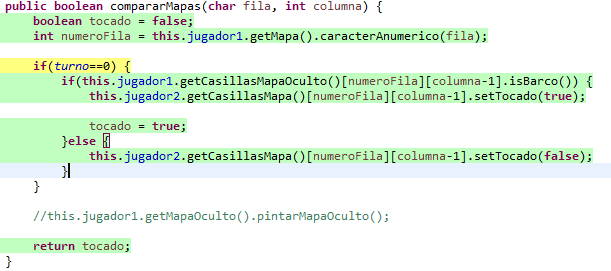 public boolean compararMapas(char fila, int columna) {
boolean tocado = false;
int numeroFila = this.jugador1.getMapa().caracterAnumerico(fila);
if(turno==0) {
if(this.jugador1.getCasillasMapaOculto()[numeroFila][columna-1].isBarco()) {
this.jugador2.getCasillasMapa()[numeroFila][columna-1].setTocado(true);
tocado = true;
}else {
this.jugador2.getCasillasMapa()[numeroFila][columna-1].setTocado(false);
}
}
//this.jugador1.getMapaOculto().pintarMapaOculto();
return tocado;
}